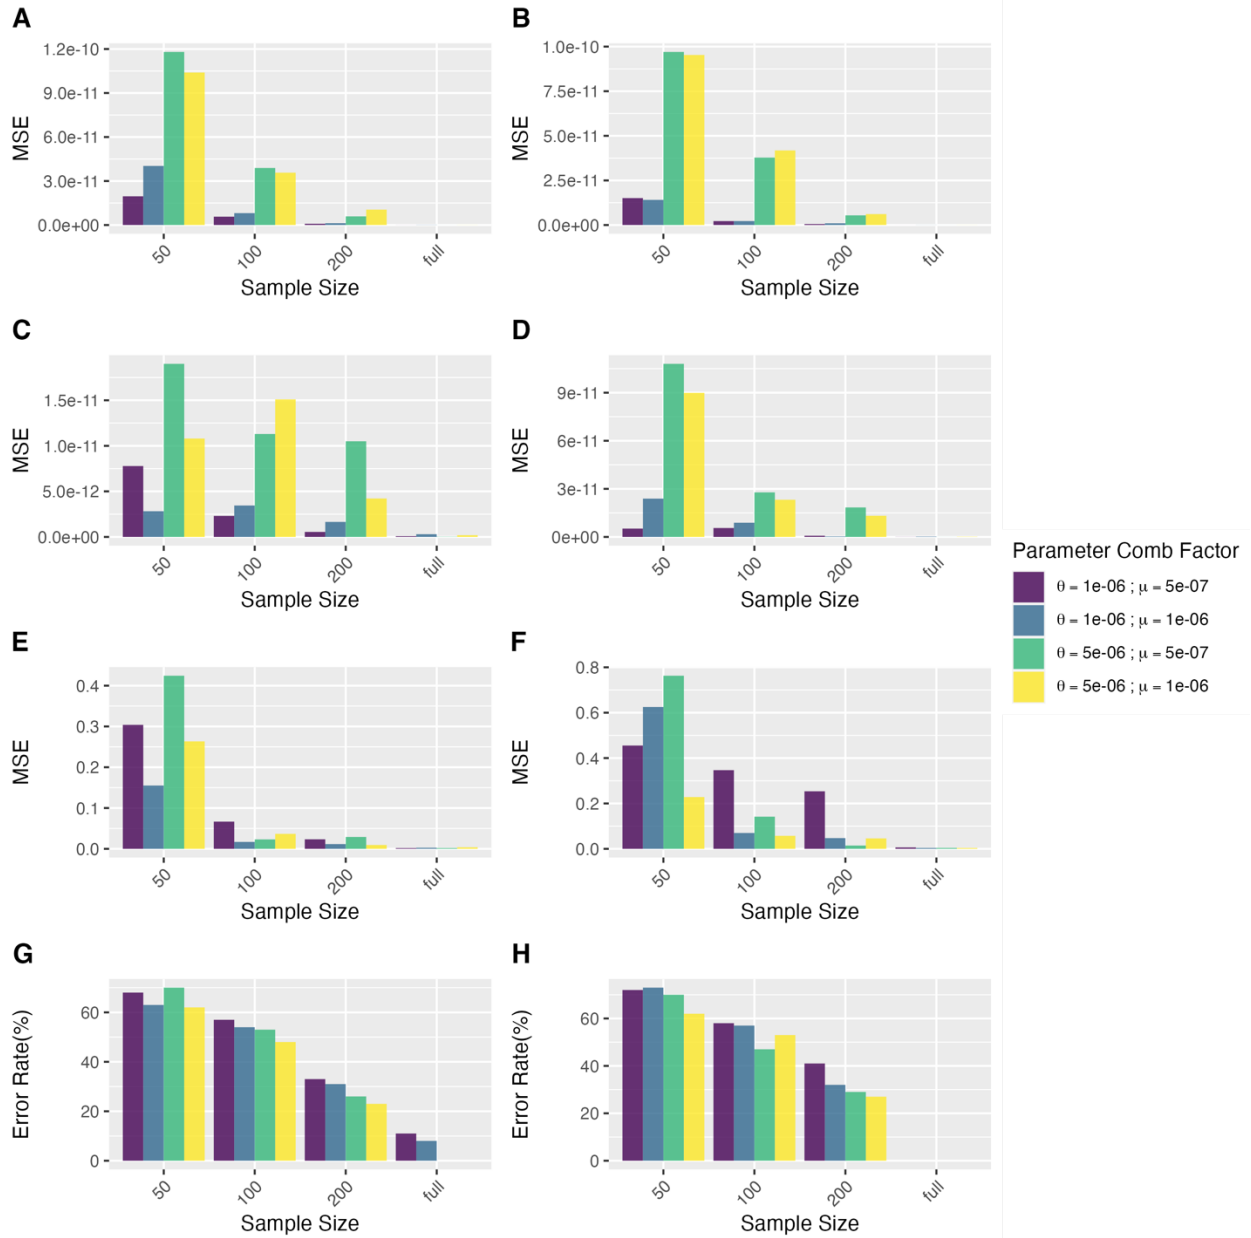 A
1.2e-10
9.0e-11
6.0e-11
3.0e-11
0.0e+00
MSE
50
100
200
full
Sample Size
B
1.0e-10
7.5e-11
5.0e-11
2.5e-11
0.0e+00
MSE
50
100
200
full
Sample Size
C
1.5e-11
1.0e-11
5.0e-12
0.0e+00
MSE
50
100
200
full
Sample Size
D
9e-11
6e-11
3e-11
0e+00
MSE
50
100
200
full
Sample Size
Parameter Comb Factor
θ = 1e-06 ; μ = 5e-07
θ = 1e-06 ; μ = 1e-06
θ = 5e-06 ; μ = 5e-07
θ = 5e-06 ; μ = 1e-06
E
0.4
0.3
0.2
0.1
0.0
MSE
50
100
200
full
Sample Size
F
0.8
0.6
0.4
0.2
0.0
MSE
50
100
200
full
Sample Size
G
60
40
20
0
Error Rate(%)
50
100
200
full
Sample Size
H
60
40
20
0
Error Rate(%)
50
100
200
full
Sample Size